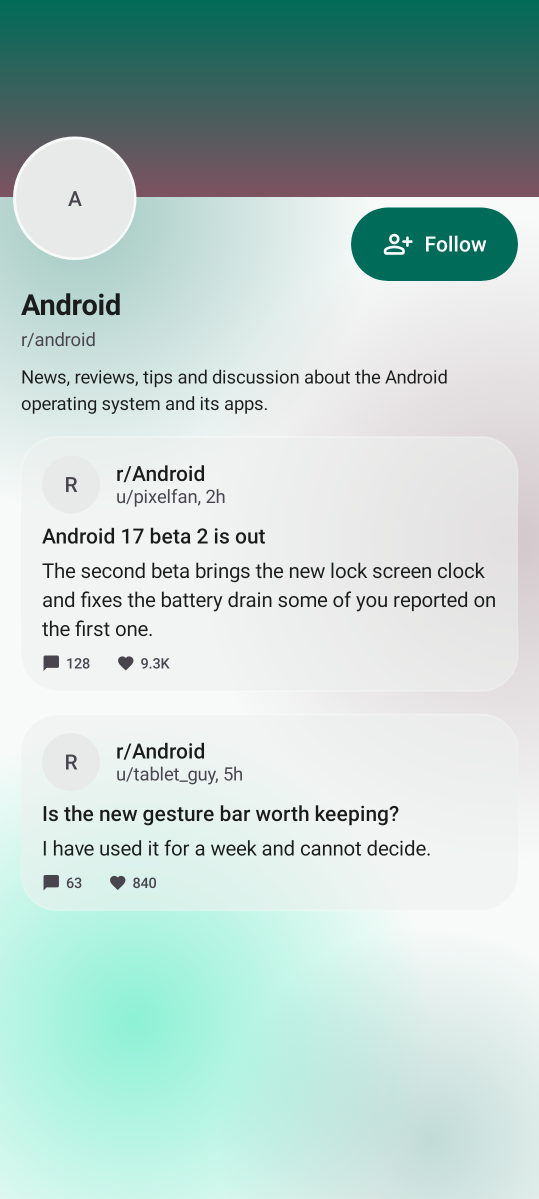 A
Follow
Android
r/android
News, reviews, tips and discussion about the Android
operating system and its apps.
R
r/Android
u/pixelfan, 2h
Android 17 beta 2 is out
The second beta brings the new lock screen clock
and fixes the battery drain some of you reported on
the first one.
128 9.3K
R
r/Android
u/tablet_guy, 5h
Is the new gesture bar worth keeping?
I have used it for a week and cannot decide.
63 840